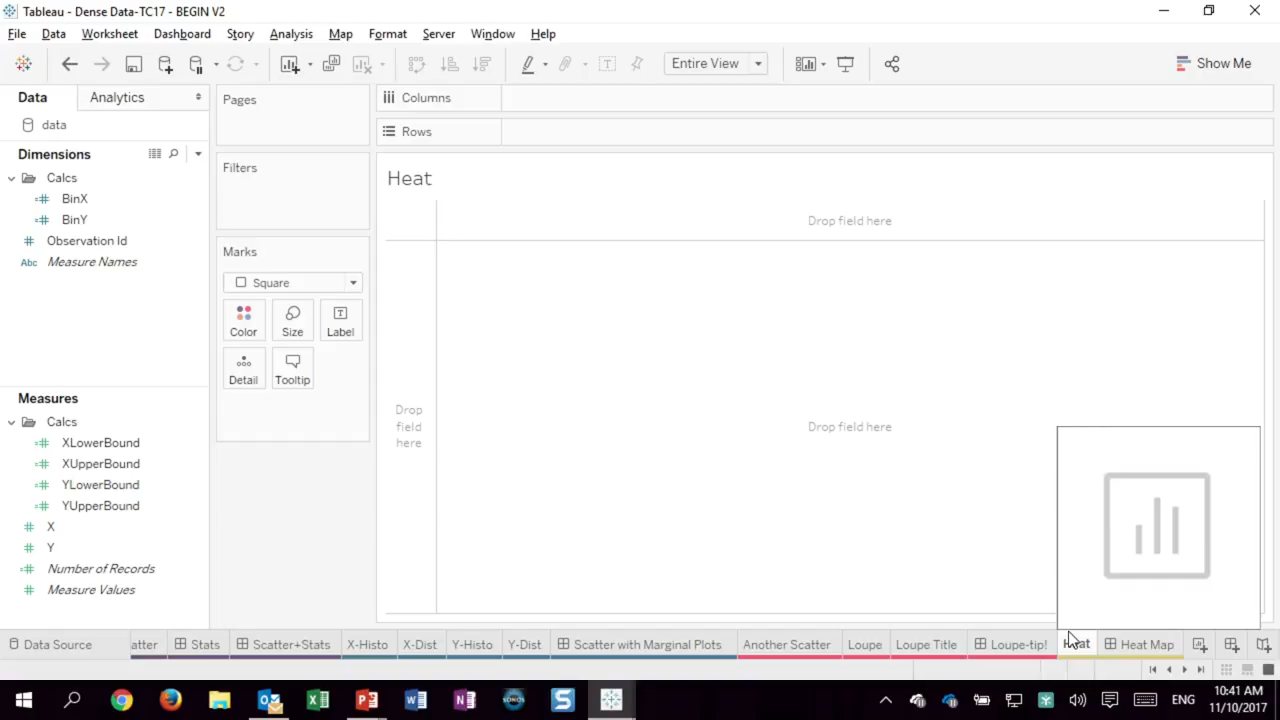 Tableau - Dense Data-TC17 - BEGIN V2
File Data Worksheet Dashboard Story Analysis Map Format Server Window Help
Entire View
Show Me
Data Analytics
data
Dimensions
Calcs
BinX
BinY
Observation Id
Abc Measure Names
Measures
Calcs
XLowerBound
XUpperBound
YLowerBound
YUpperBound
X
Y
Number of Records
Measure Values
Pages
Filters
Marks
Square
Color Size Label
Detail Tooltip
Columns
Rows
Heat
Drop field here
Drop
field
here
Drop field here
Data Source atter Stats Scatter+Stats X-Histo X-Dist Y-Histo Y-Dist Scatter with Marginal Plots Another Scatter Loupe Loupe Title Loupe-tip! Heat Heat Map
SONOS
ENG
10:41 AM
11/10/2017